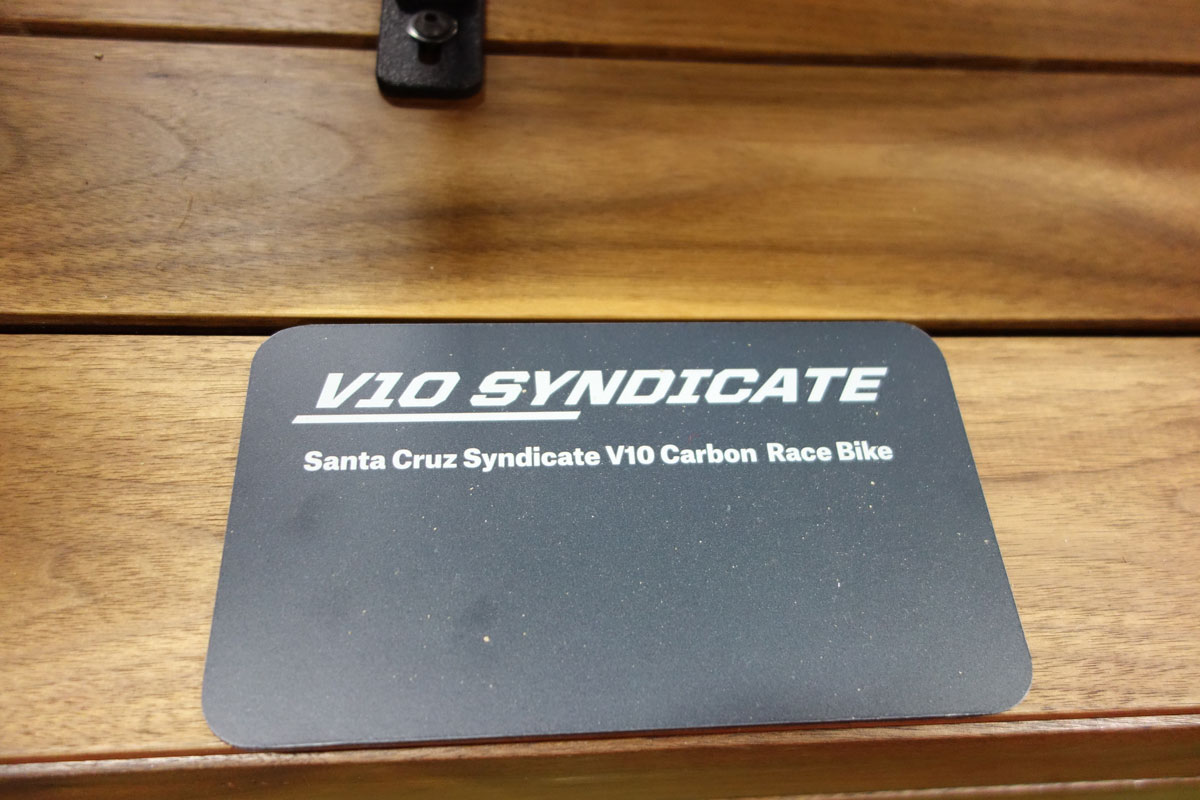 V10 SYNDICATE
Santa Cruz Syndicate V10 Carbon Race Bike